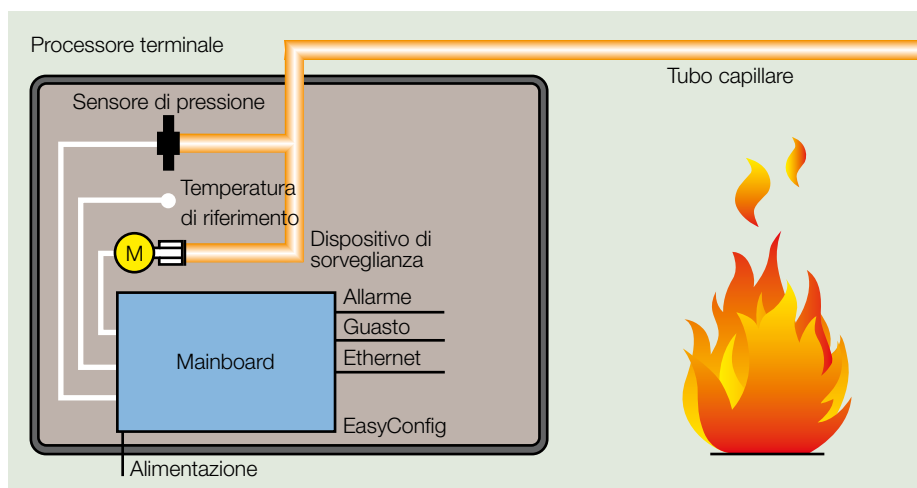 Processore terminale
Tubo capillare
Sensore di pressione
Temperatura
di riferimento
M
Dispositivo di
sorveglianza
Allarme
Guasto
Mainboard
Ethernet
EasyConfig
Alimentazione